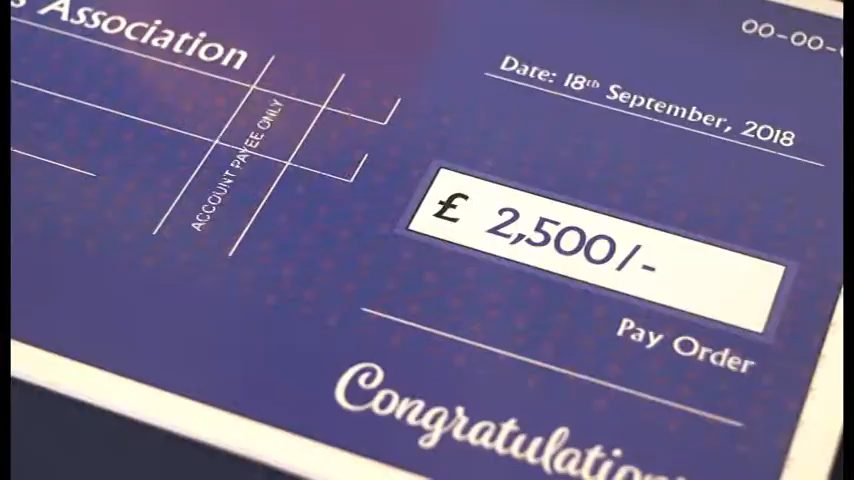 Association
00-00-
Date: 18th September, 2018
ACCOUNT PAYEE ONLY
£ 2,500/-
Pay Order
Congratulation